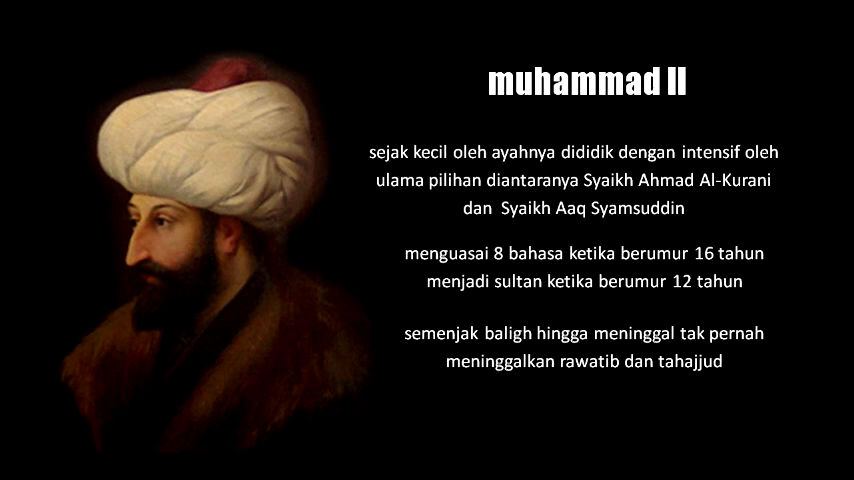 muhammad II
sejak kecil oleh ayahnya dididik dengan intensif oleh
ulama pilihan diantaranya Syaikh Ahmad Al-Kurani
dan Syaikh Aaq Syamsuddin
menguasai 8 bahasa ketika berumur 16 tahun
menjadi sultan ketika berumur 12 tahun
semenjak baligh hingga meninggal tak pernah
meninggalkan rawatib dan tahajjud